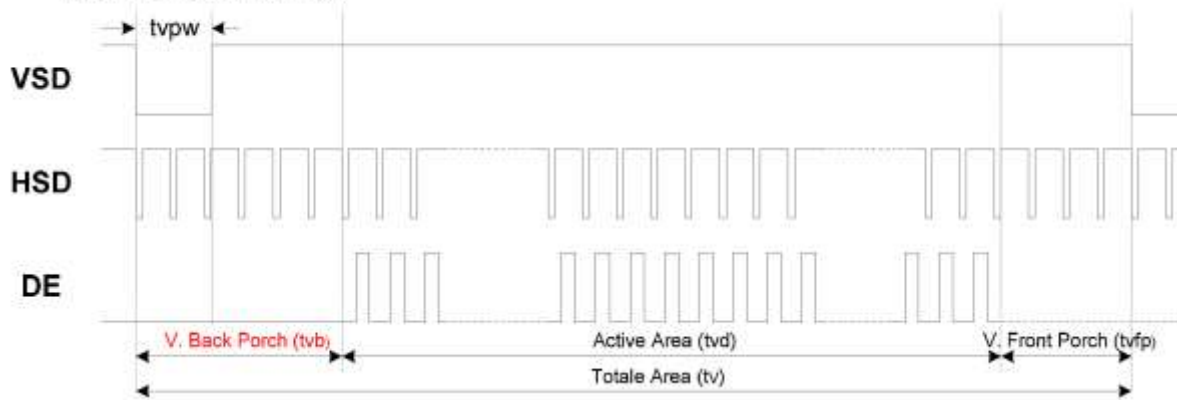 tvpw
VSD
HSD
DE
V. Back Porch (tvb) Active Area (tvd) V. Front Porch (tvfp)
Totale Area (tv)